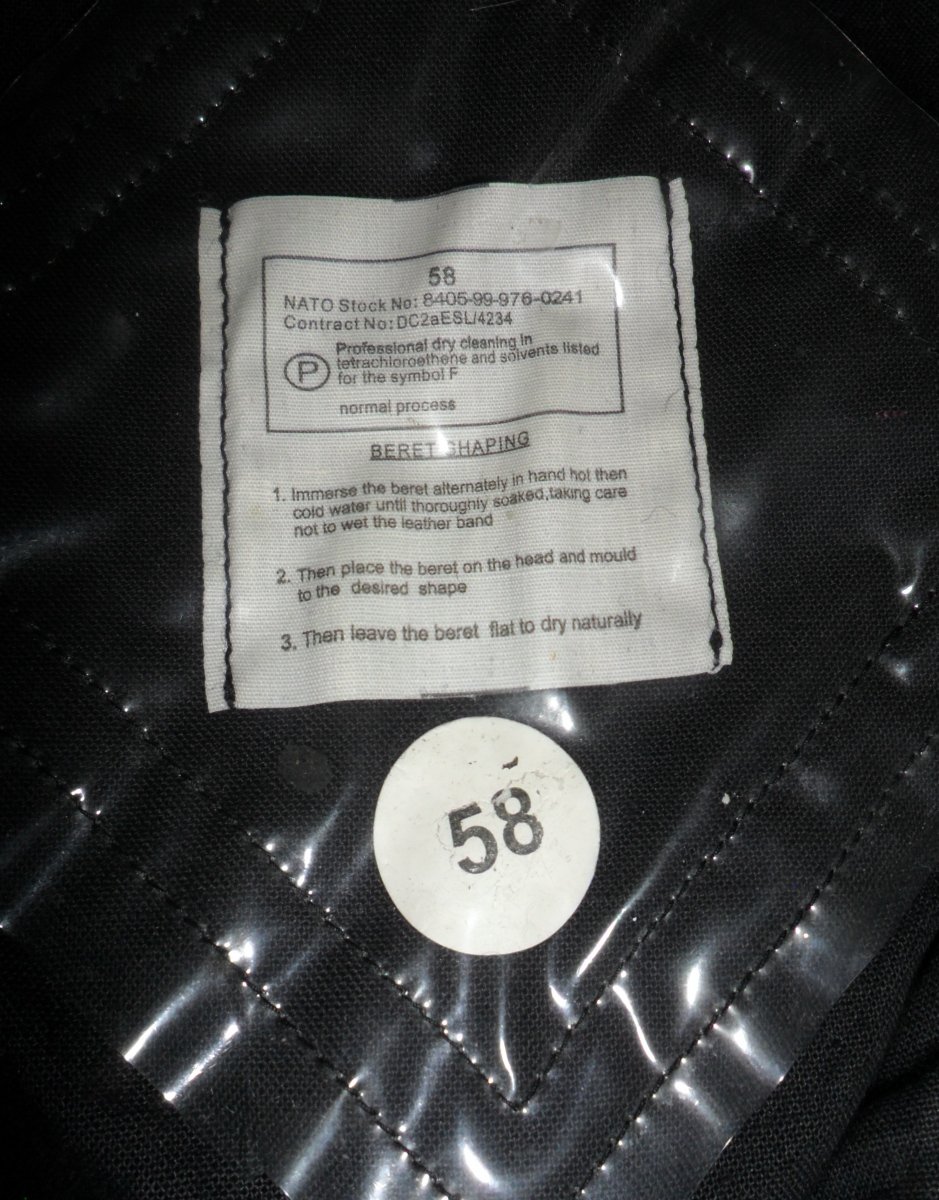 58
NATO Stock No: 8405-99-976-0241
Contract No: DC2aESL/4234
P
Professional dry cleaning in
tetrachloroethene and solvents listed
for the symbol F
normal process
BERET SHAPING
1. Immerse the beret alternately in hand hot then
cold water until thoroughly soaked,taking care
not to wet the leather band
2. Then place the beret on the head and mould
to the desired shape
3. Then leave the beret flat to dry naturally
58